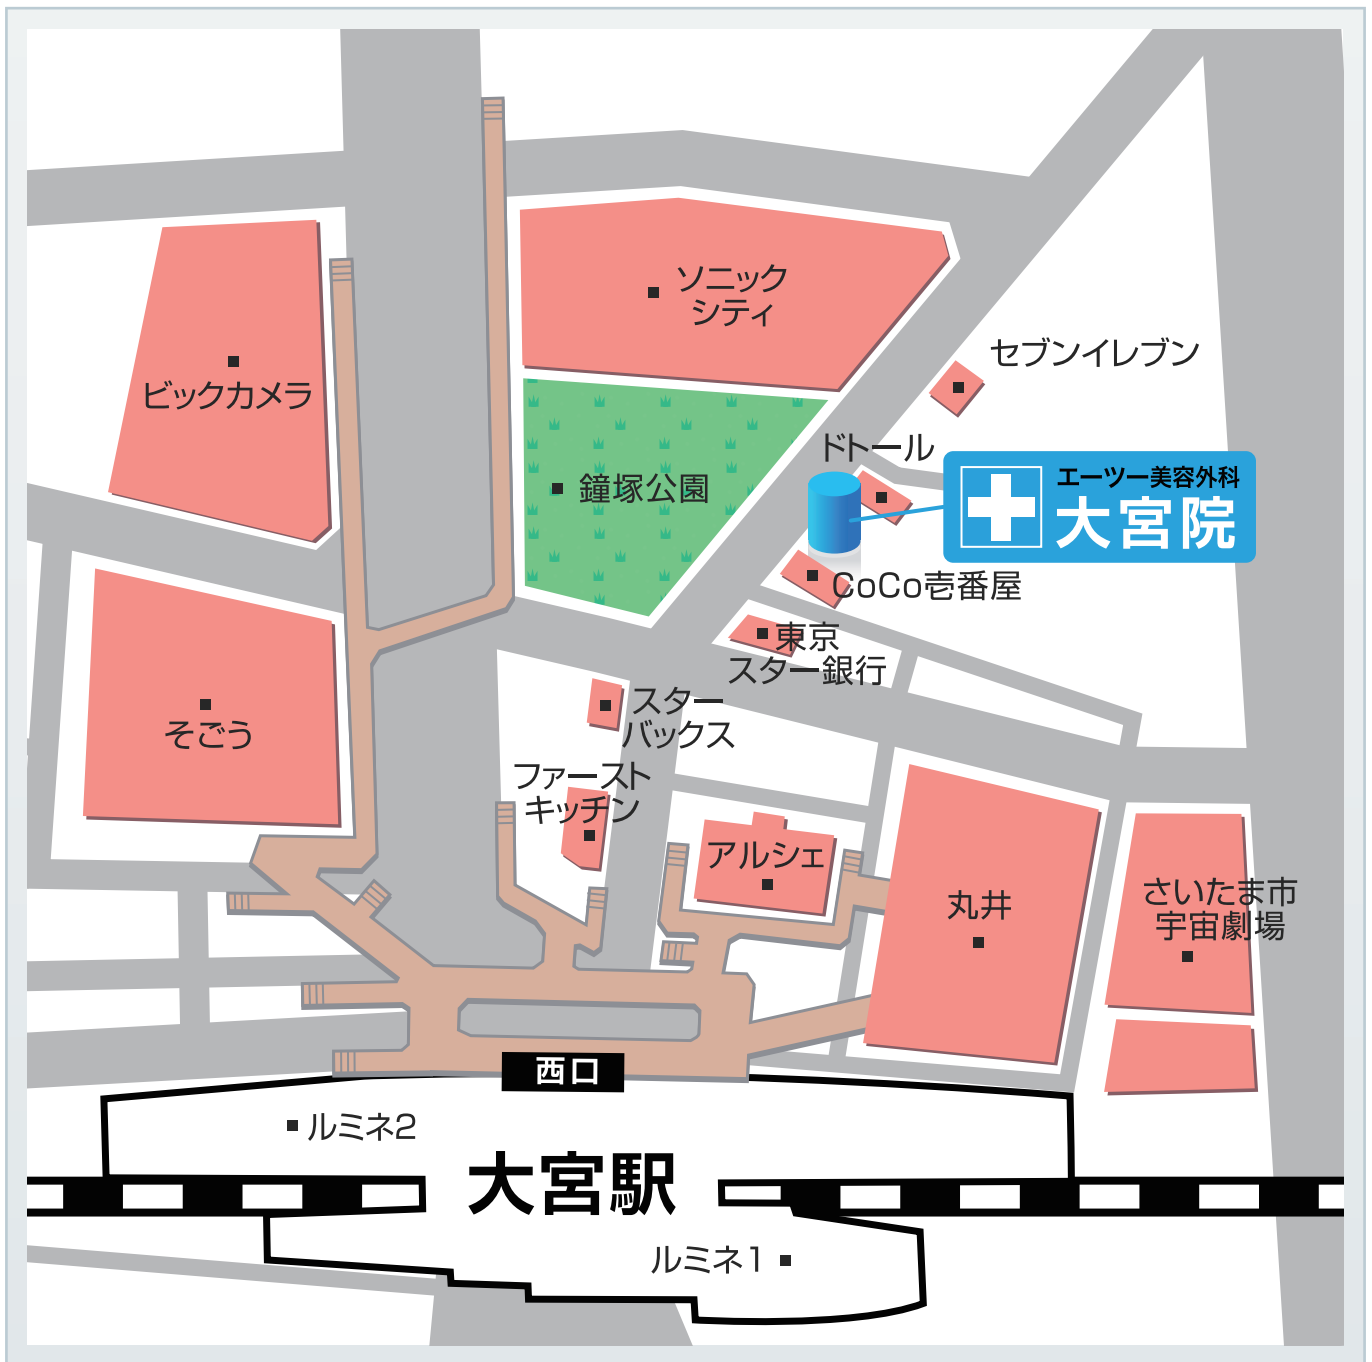 ソニック
シティ
セブンイレブン
ビックカメラ
ドトール
エーツー美容外科
大宮院
鐘塚公園
CoCo壱番屋
東京
スター銀行
そごう
スター
バックス
ファースト
キッチン
アルシェ
丸井
さいたま市
宇宙劇場
西口
ルミネ2
大宮駅
ルミネ1